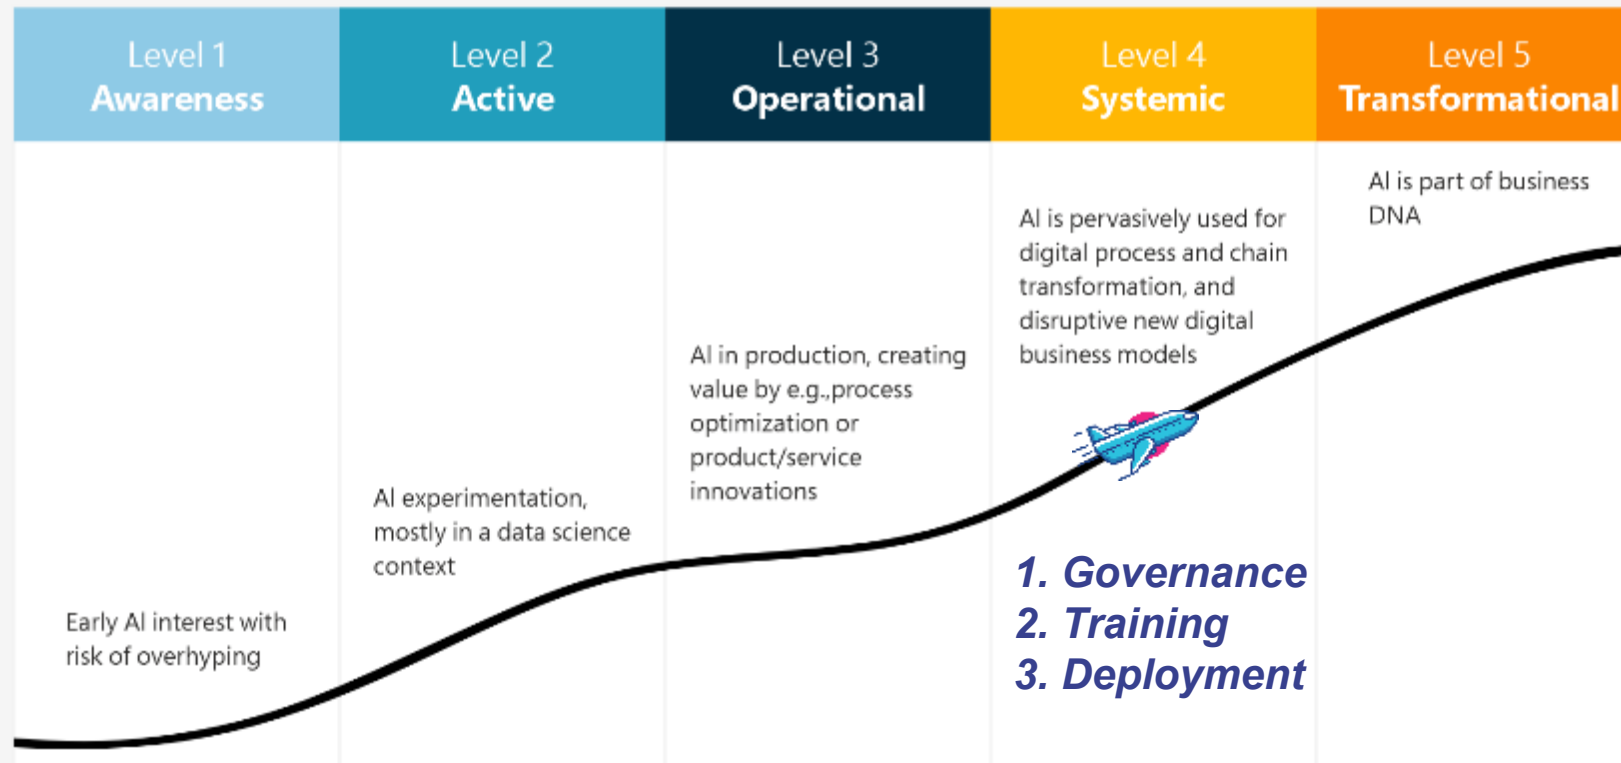 Level 1
Awareness
Level 2
Active
Level 3
Operational
Level 4
Systemic
Level 5
Transformational
Early AI interest with
risk of overhyping
AI experimentation,
mostly in a data science
context
AI in production, creating
value by e.g.,process
optimization or
product/service
innovations
AI is pervasively used for
digital process and chain
transformation, and
disruptive new digital
business models
1. Governance
2. Training
3. Deployment
AI is part of business
DNA